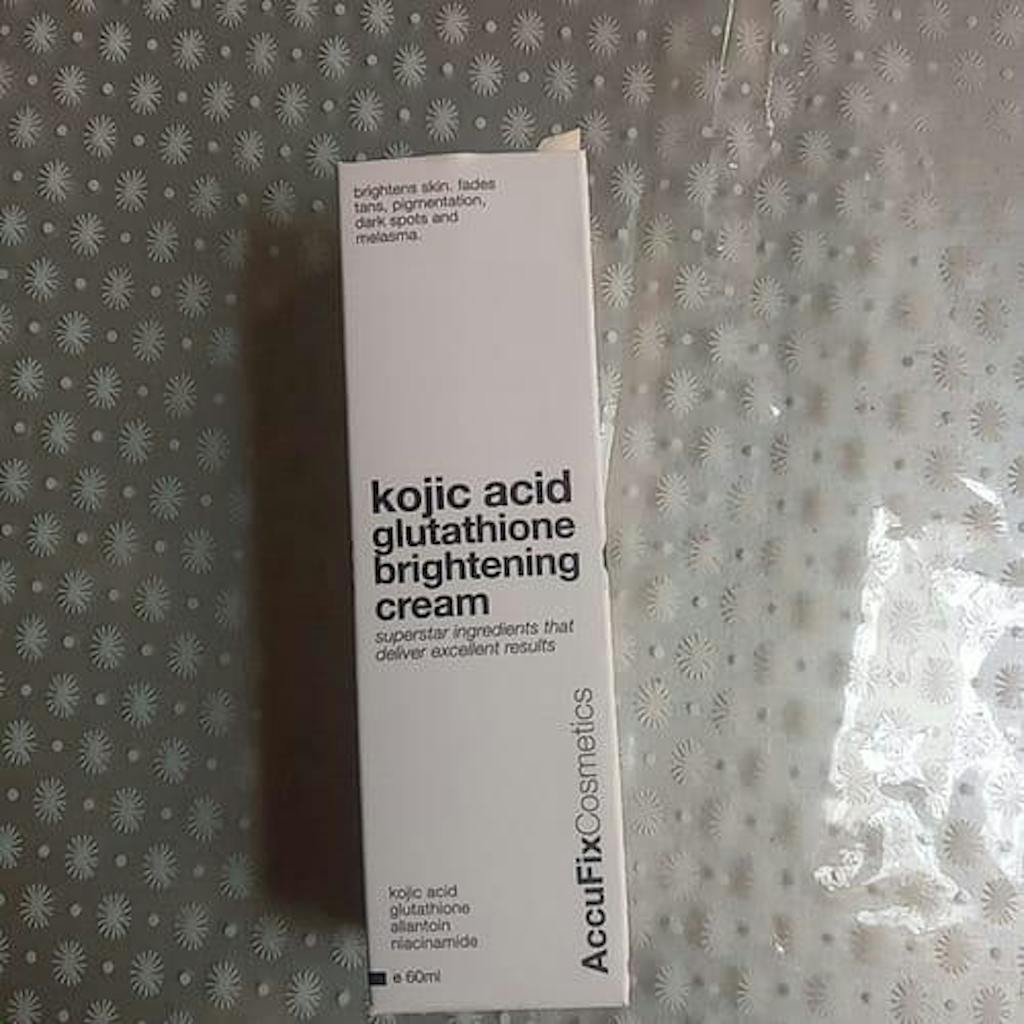 brightens skin. fades
tans, pigmentation,
dark spots and
melasma.
kojic acid
glutathione
brightening
cream
superstar ingredients that
deliver excellent results
AccuFixCosmetics
kojic acid
glutathione
allantoin
niacinamide
e 60ml